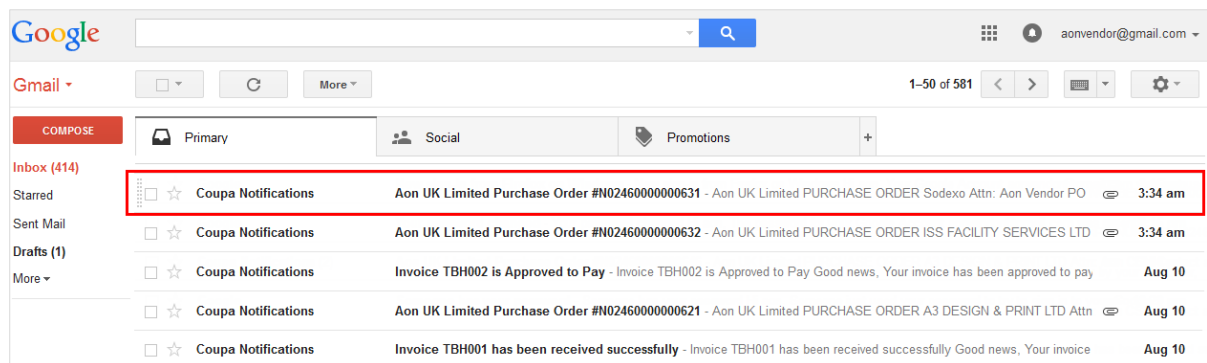 Google
aonvendor@gmail.com
Gmail
More
1–50 of 581
COMPOSE
Primary
Social
Promotions
+
Inbox (414)
Starred
Sent Mail
Drafts (1)
More
Coupa Notifications Aon UK Limited Purchase Order #N02460000000631 - Aon UK Limited PURCHASE ORDER Sodexo Attn: Aon Vendor PO 3:34 am
Coupa Notifications Aon UK Limited Purchase Order #N02460000000632 - Aon UK Limited PURCHASE ORDER ISS FACILITY SERVICES LTD 3:34 am
Coupa Notifications Invoice TBH002 is Approved to Pay - Invoice TBH002 is Approved to Pay Good news, Your invoice has been approved to pay Aug 10
Coupa Notifications Aon UK Limited Purchase Order #N02460000000621 - Aon UK Limited PURCHASE ORDER A3 DESIGN & PRINT LTD Attn Aug 10
Coupa Notifications Invoice TBH001 has been received successfully - Invoice TBH001 has been received successfully Good news, Your invoice Aug 10